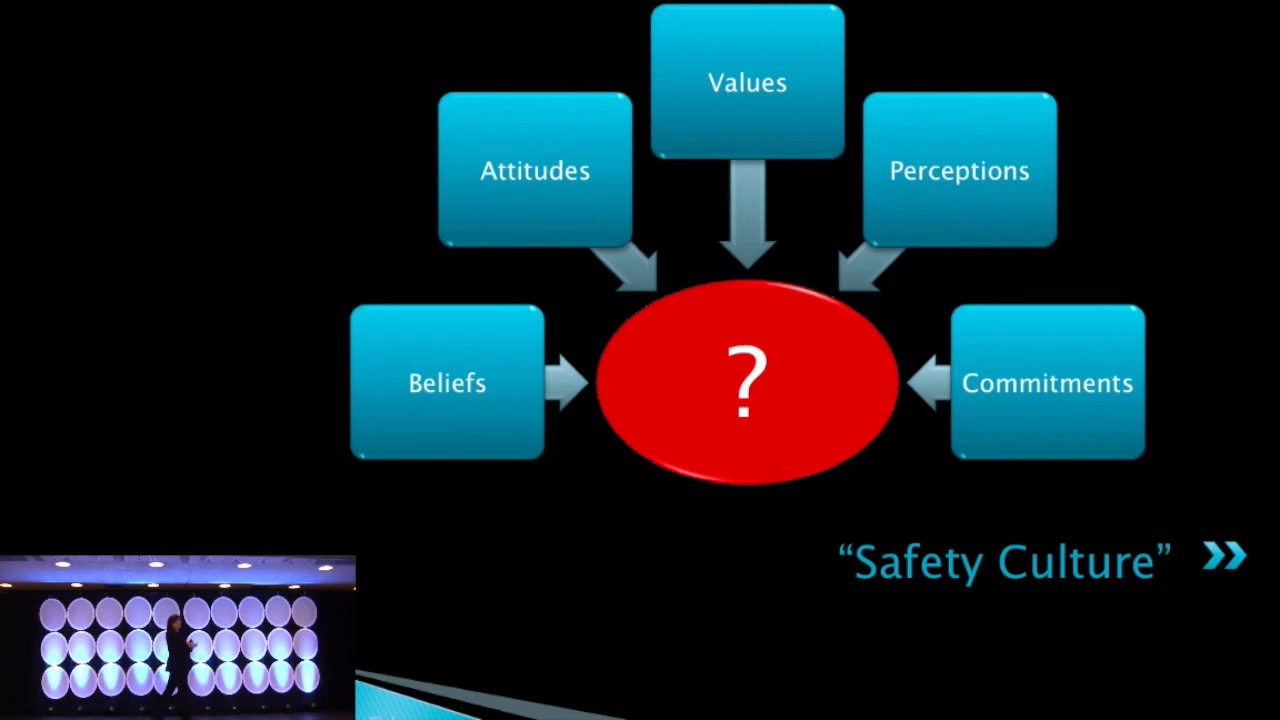 Values
Attitudes
Perceptions
Beliefs
?
Commitments
“Safety Culture”